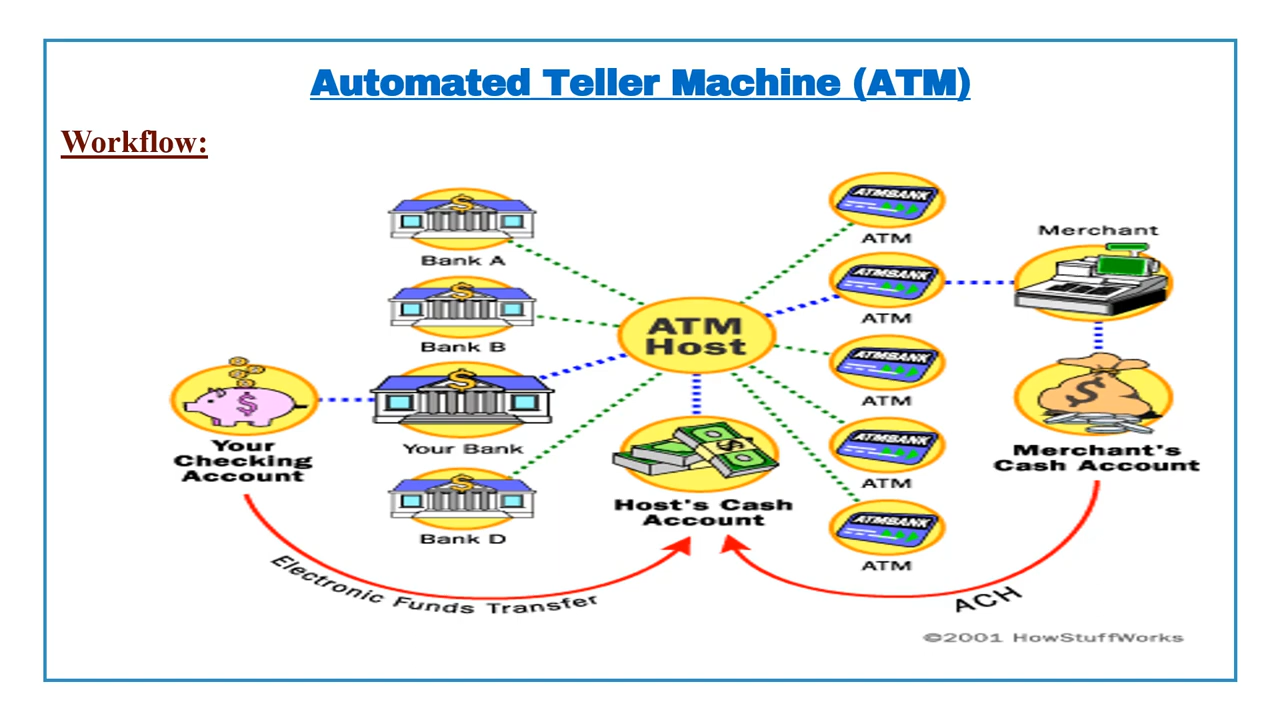 Automated Teller Machine (ATM)
Workflow:
Bank A
Bank B
Your Bank
Bank D
Your
Checking
Account
ATM
Host
Host's Cash
Account
ATMBANK
ATM
ATMBANK
ATM
ATMBANK
ATM
ATMBANK
ATM
ATMBANK
ATM
Merchant
Merchant's
Cash Account
Electronic Funds Transfer
ACH
©2001 HowStuffWorks